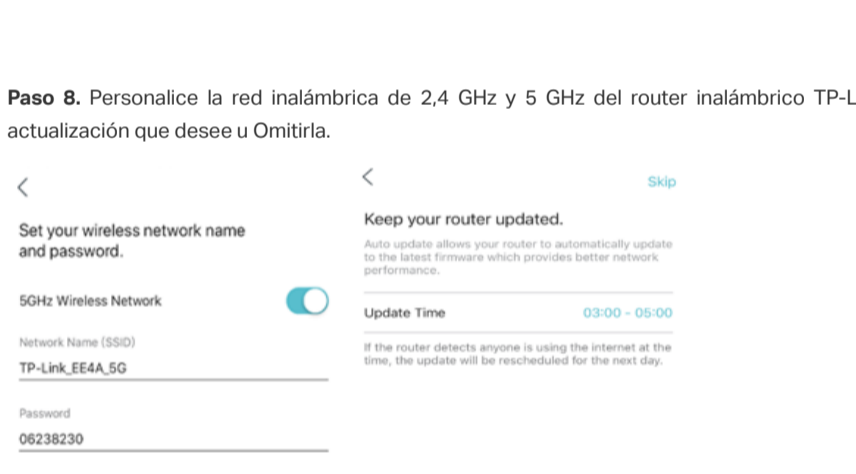 Paso 8. Personalice la red inalámbrica de 2,4 GHz y 5 GHz del router inalámbrico TP-L
actualización que desee u Omitirla.
Set your wireless network name
and password.
5GHz Wireless Network
Network Name (SSID)
TP-Link_EE4A_5G
Password
06238230
Skip
Keep your router updated.
Auto update allows your router to automatically update
to the latest firmware which provides better network
performance.
Update Time 03:00 - 05:00
If the router detects anyone is using the internet at the
time, the update will be rescheduled for the next day.